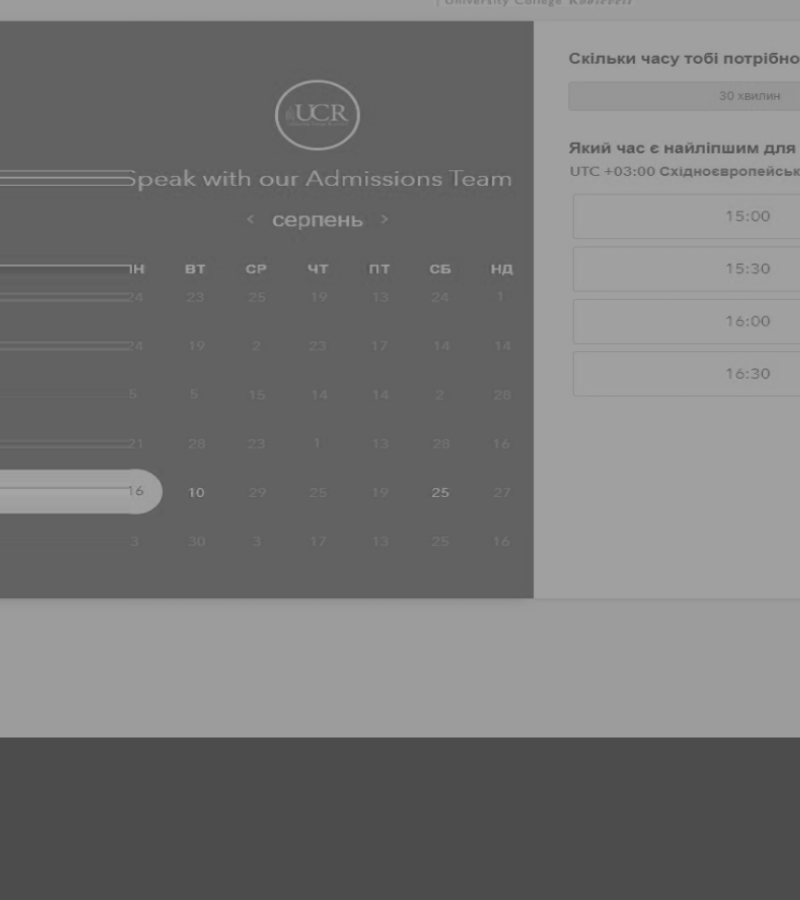 University College Roosevelt
UCR
Speak with our Admissions Team
< серпень >
ВТ СР ЧТ ПТ СБ НД
24 23 25 19 13 24 1
24 19 2 23 17 14 14
5 5 15 14 14 2 28
21 28 23 1 13 28 16
16 10 29 25 19 25 27
3 30 3 17 13 25 16
Скільки часу тобі потрібно
30 хвилин
Який час є найліпшим для
UTC +03:00
15:00
15:30
16:00
16:30